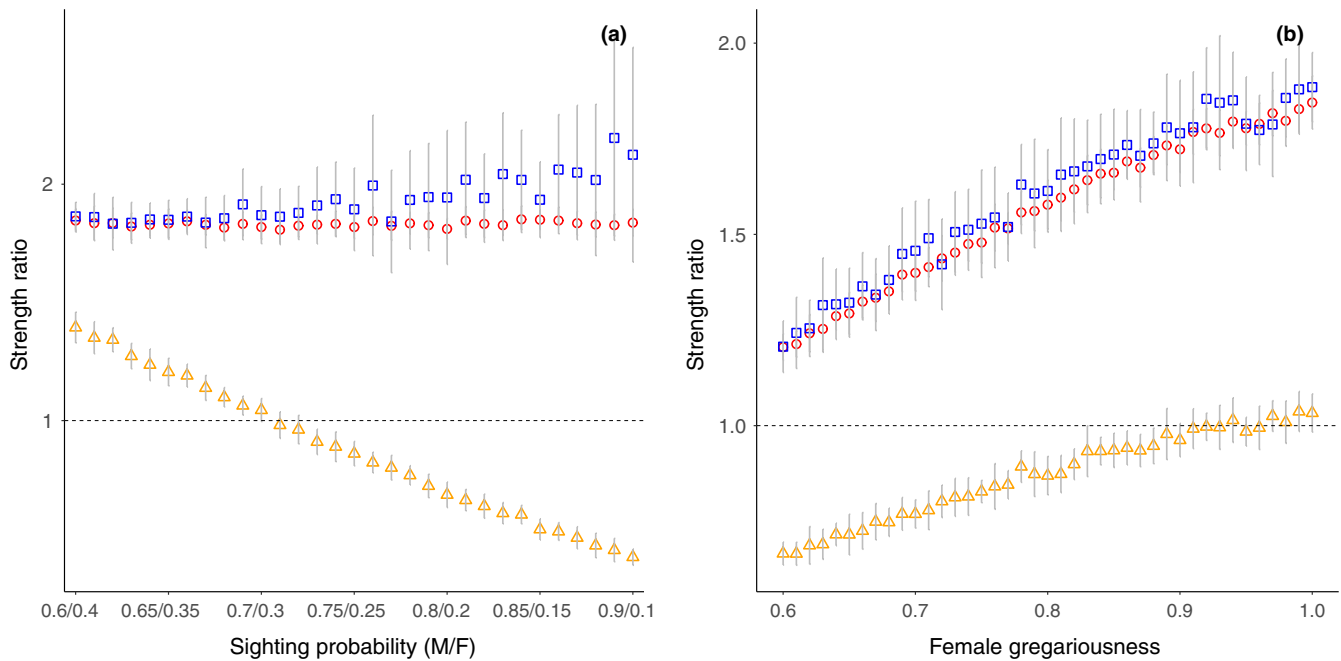 (a)
Strength ratio
2
1
0.6/0.4 0.65/0.35 0.7/0.3 0.75/0.25 0.8/0.2 0.85/0.15 0.9/0.1
Sighting probability (M/F)
(b)
Strength ratio
2.0
1.5
1.0
0.6 0.7 0.8 0.9 1.0
Female gregariousness